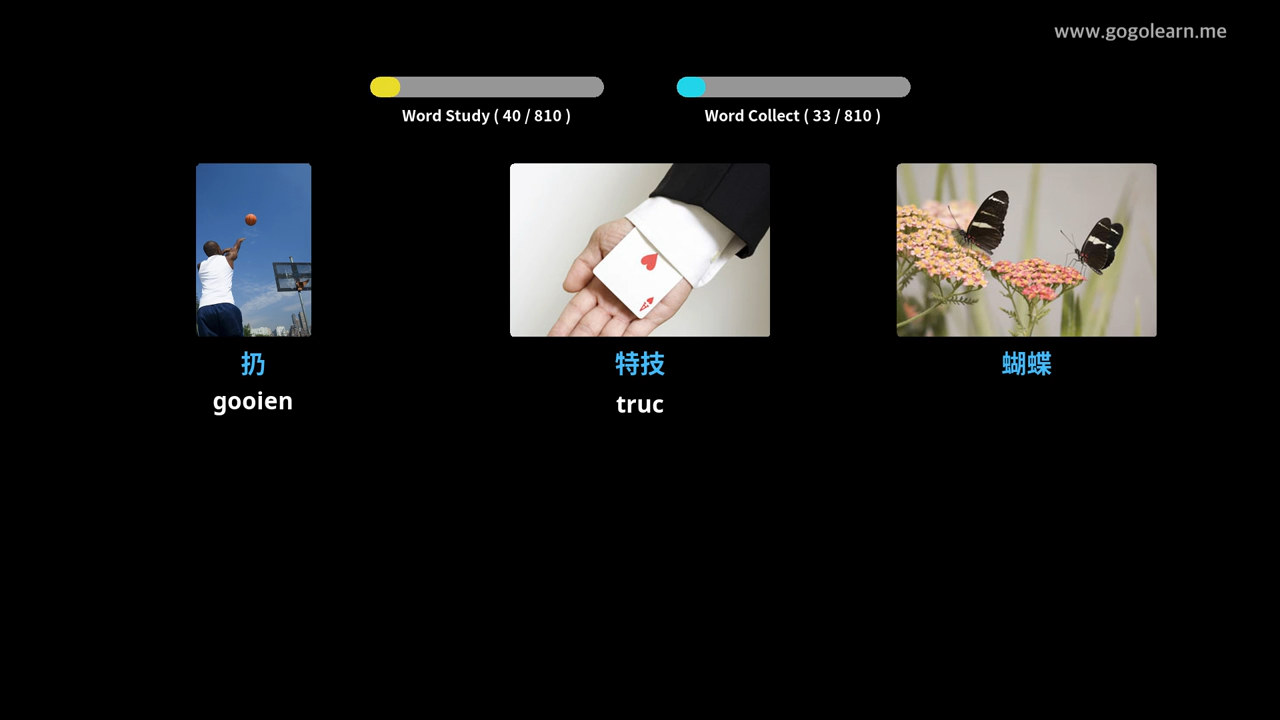 www.gogolearn.me
Word Study ( 40 / 810 )
Word Collect ( 33 / 810 )
扔
gooien
特技
truc
蝴蝶